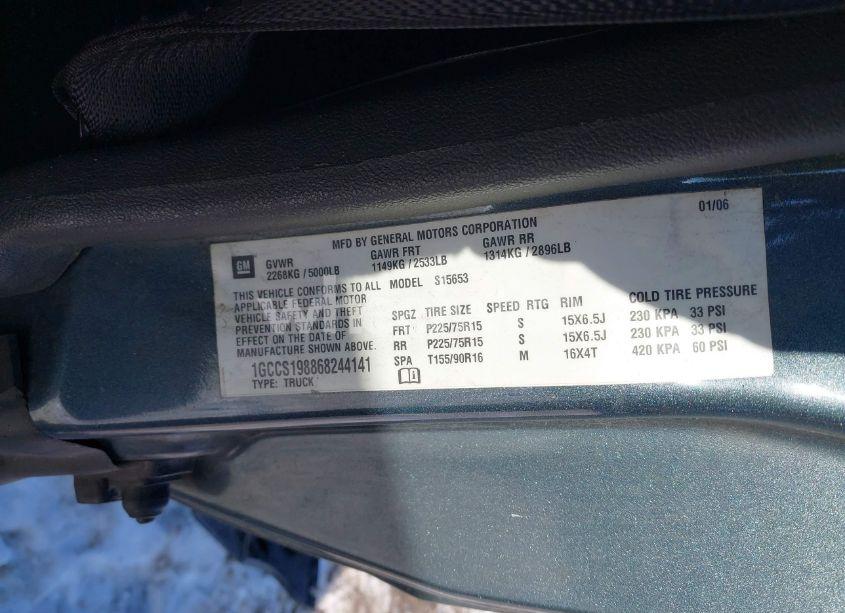 MFD BY GENERAL MOTORS CORPORATION 01/06
GM GVWR GAWR FRT GAWR RR
2268KG / 5000LB 1149KG / 2533LB 1314KG / 2896LB
THIS VEHICLE CONFORMS TO ALL MODEL S15653
APPLICABLE FEDERAL MOTOR
VEHICLE SAFETY AND THEFT
PREVENTION STANDARDS IN
EFFECT ON THE DATE OF
MANUFACTURE SHOWN ABOVE.
1GCCS198868244141
TYPE: TRUCK
SPGZ TIRE SIZE SPEED RTG RIM COLD TIRE PRESSURE
FRT P225/75R15 S 15X6.5J 230 KPA 33 PSI
RR P225/75R15 S 15X6.5J 230 KPA 33 PSI
SPA T155/90R16 M 16X4T 420 KPA 60 PSI